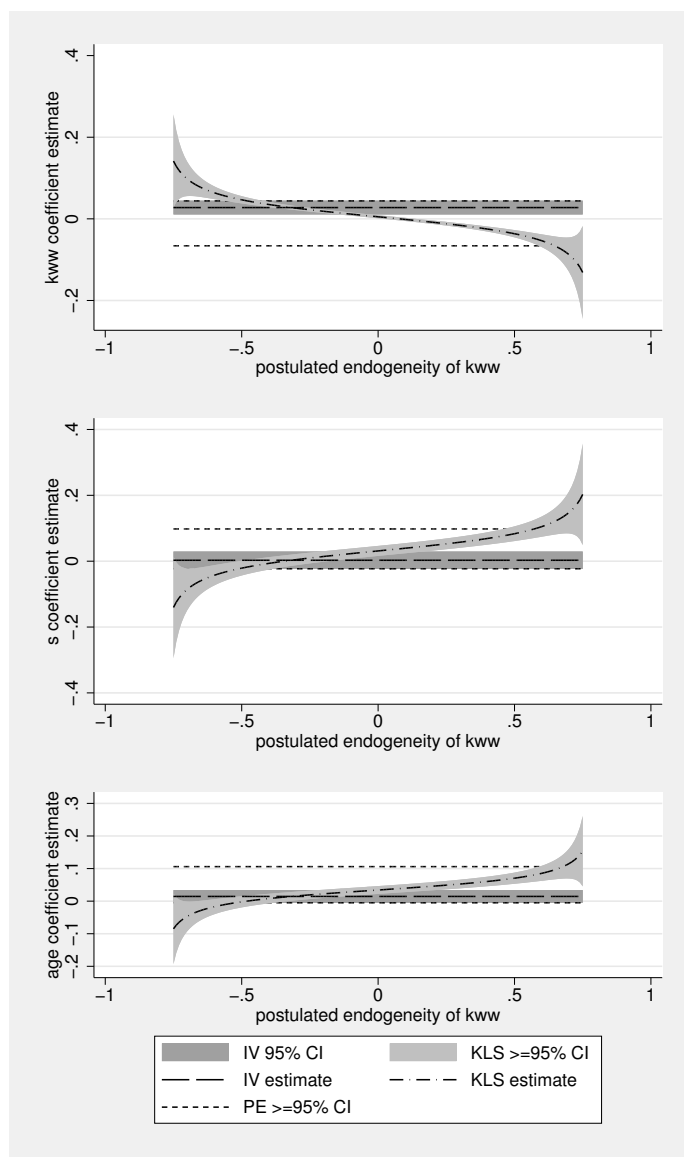 kww coefficient estimate
.4
.2
0
-.2
-1 -.5 0 .5 1
postulated endogeneity of kww
s coefficient estimate
.4
.2
0
-.2
-.4
-1 -.5 0 .5 1
postulated endogeneity of kww
age coefficient estimate
.3
.2
.1
0
-.1
-.2
-1 -.5 0 .5 1
postulated endogeneity of kww
IV 95% CI KLS >=95% CI
IV estimate KLS estimate
PE >=95% CI